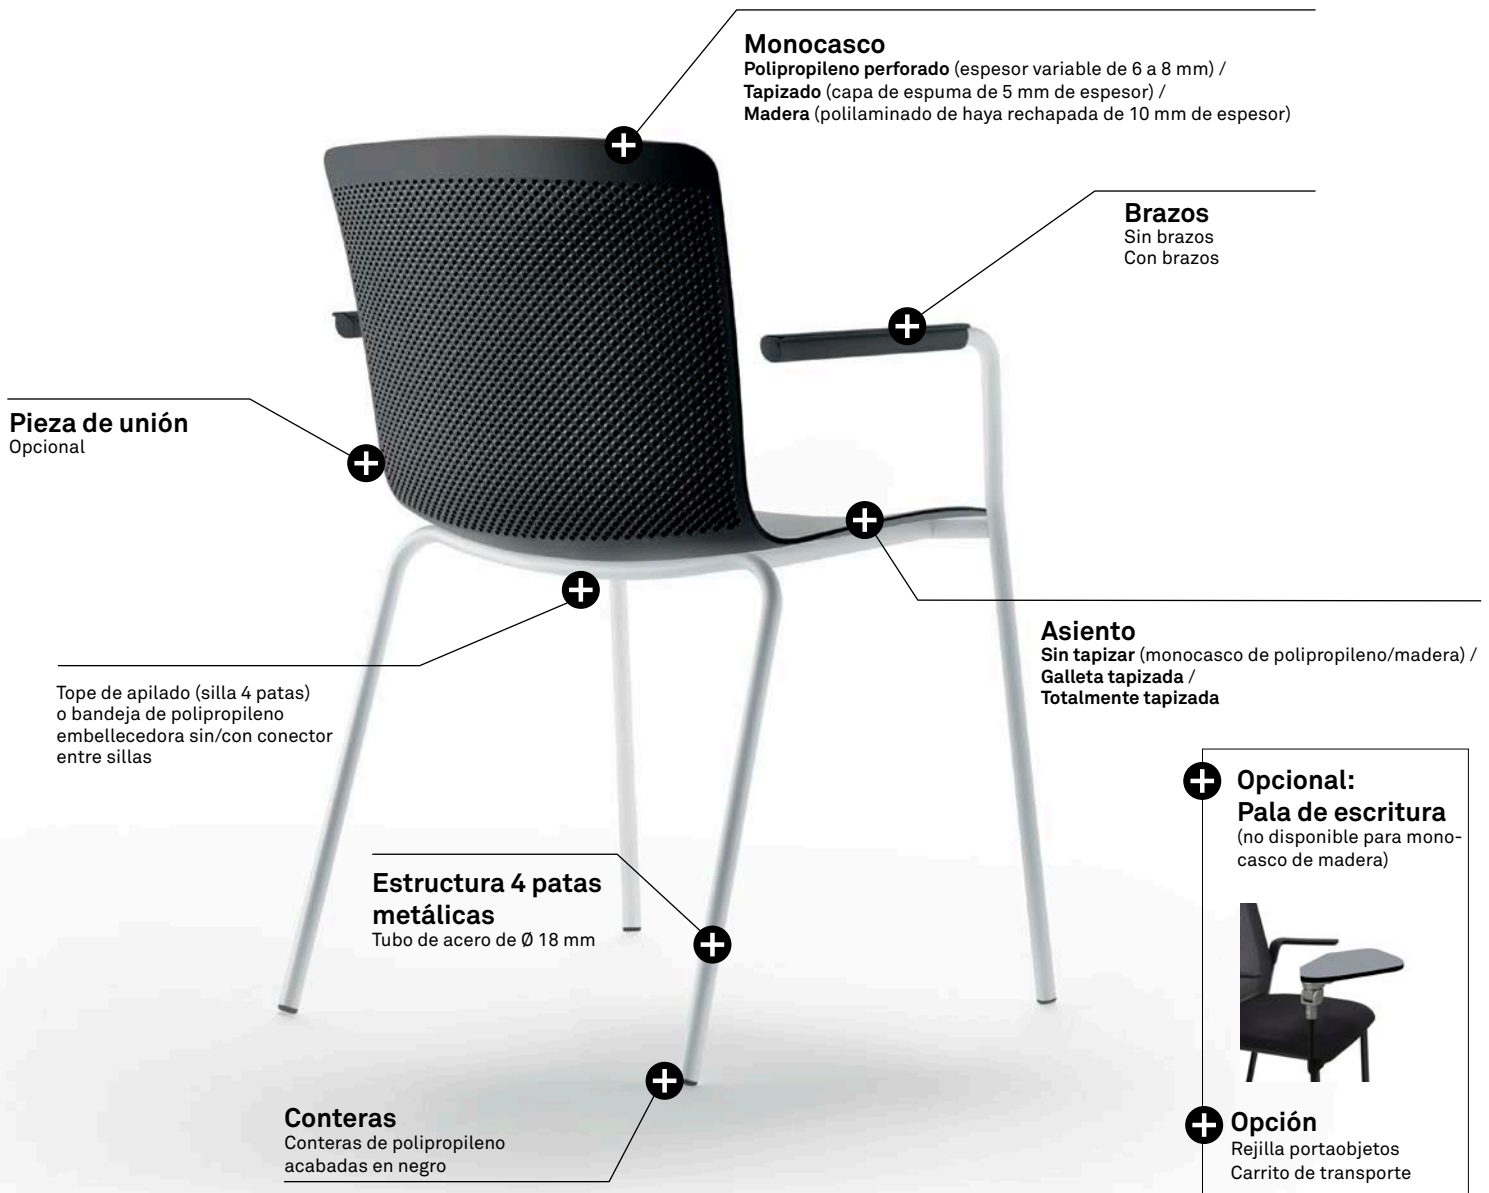 Monocasco
Polipropileno perforado (espesor variable de 6 a 8 mm) /
Tapizado (capa de espuma de 5 mm de espesor) /
Madera (polilaminado de haya rechapada de 10 mm de espesor)
Brazos
Sin brazos
Con brazos
Pieza de unión
Opcional
Asiento
Sin tapizar (monocasco de polipropileno/madera) /
Galleta tapizada /
Totalmente tapizada
Tope de apilado (silla 4 patas)
o bandeja de polipropileno
embellecedora sin/con conector
entre sillas
Opcional:
Pala de escritura
(no disponible para mono-
casco de madera)
Estructura 4 patas
metálicas
Tubo de acero de Ø 18 mm
Conteras
Conteras de polipropileno
acabadas en negro
Opción
Rejilla portaobjetos
Carrito de transporte